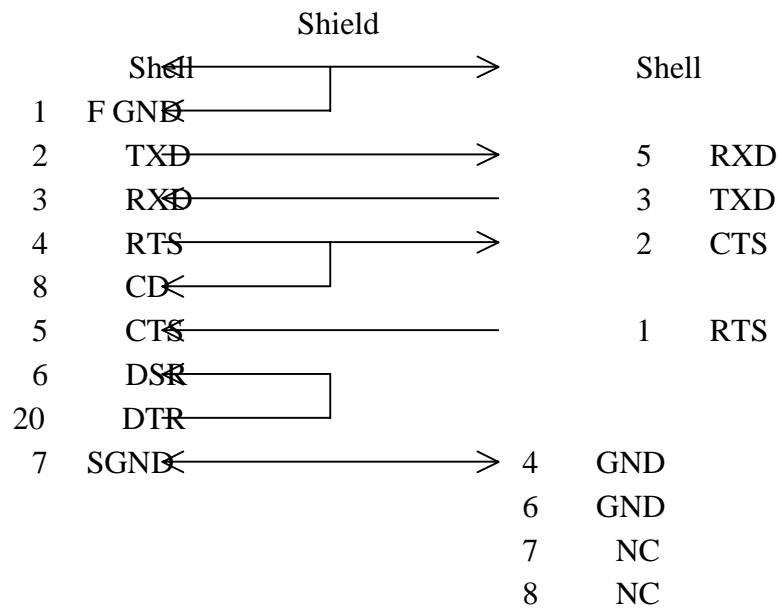 Shield
Shell Shell
1 F GND
2 TXD 5 RXD
3 RXD 3 TXD
4 RTS 2 CTS
8 CD
5 CTS 1 RTS
6 DSR
20 DTR
7 SGND 4 GND
6 GND
7 NC
8 NC